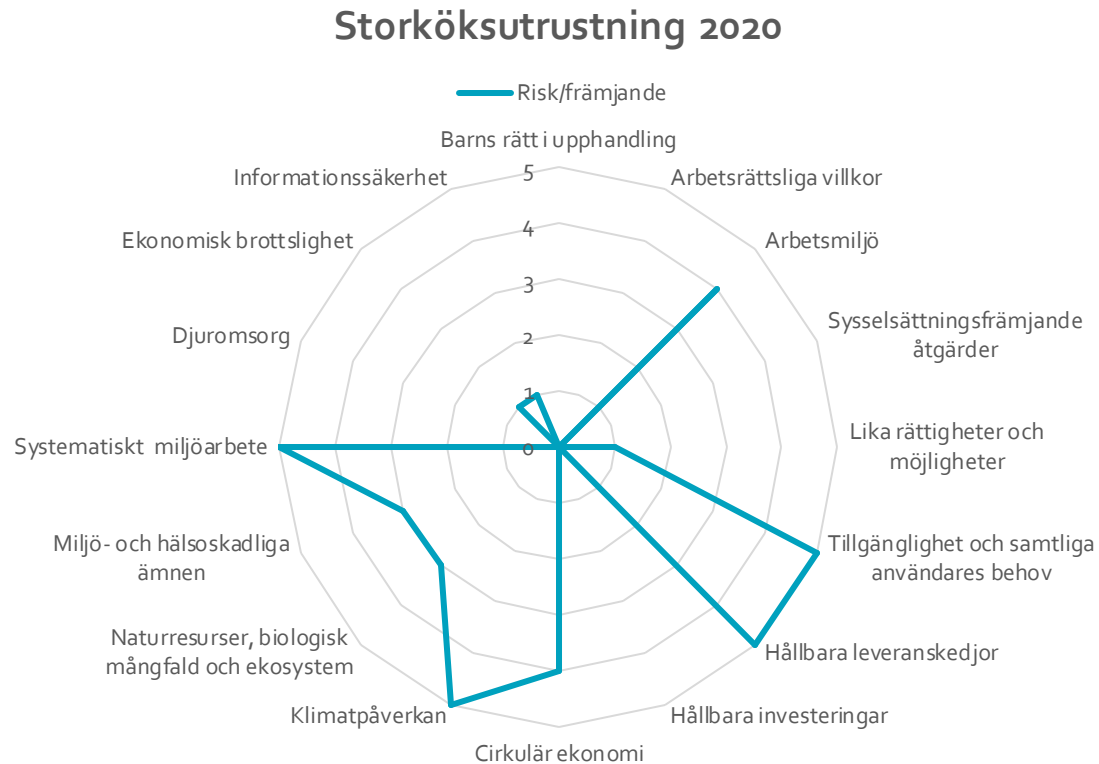 Storköksutrustning 2020
Risk/främjande
Barns rätt i upphandling
Arbetsrättsliga villkor
Arbetsmiljö
Sysselsättningsfrämjande
åtgärder
Lika rättigheter och
möjligheter
Tillgänglighet och samtliga
användares behov
Hållbara leveranskedjor
Hållbara investeringar
Cirkulär ekonomi
Klimatpåverkan
Naturresurser, biologisk
mångfald och ekosystem
Miljö- och hälsoskadliga
ämnen
Systematiskt miljöarbete
Djuromsorg
Ekonomisk brottslighet
Informationssäkerhet
5
4
3
2
1
0